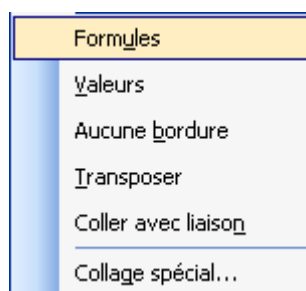 Formules
Valeurs
Aucune bordure
Transposer
Coller avec liaison
Collage spécial...